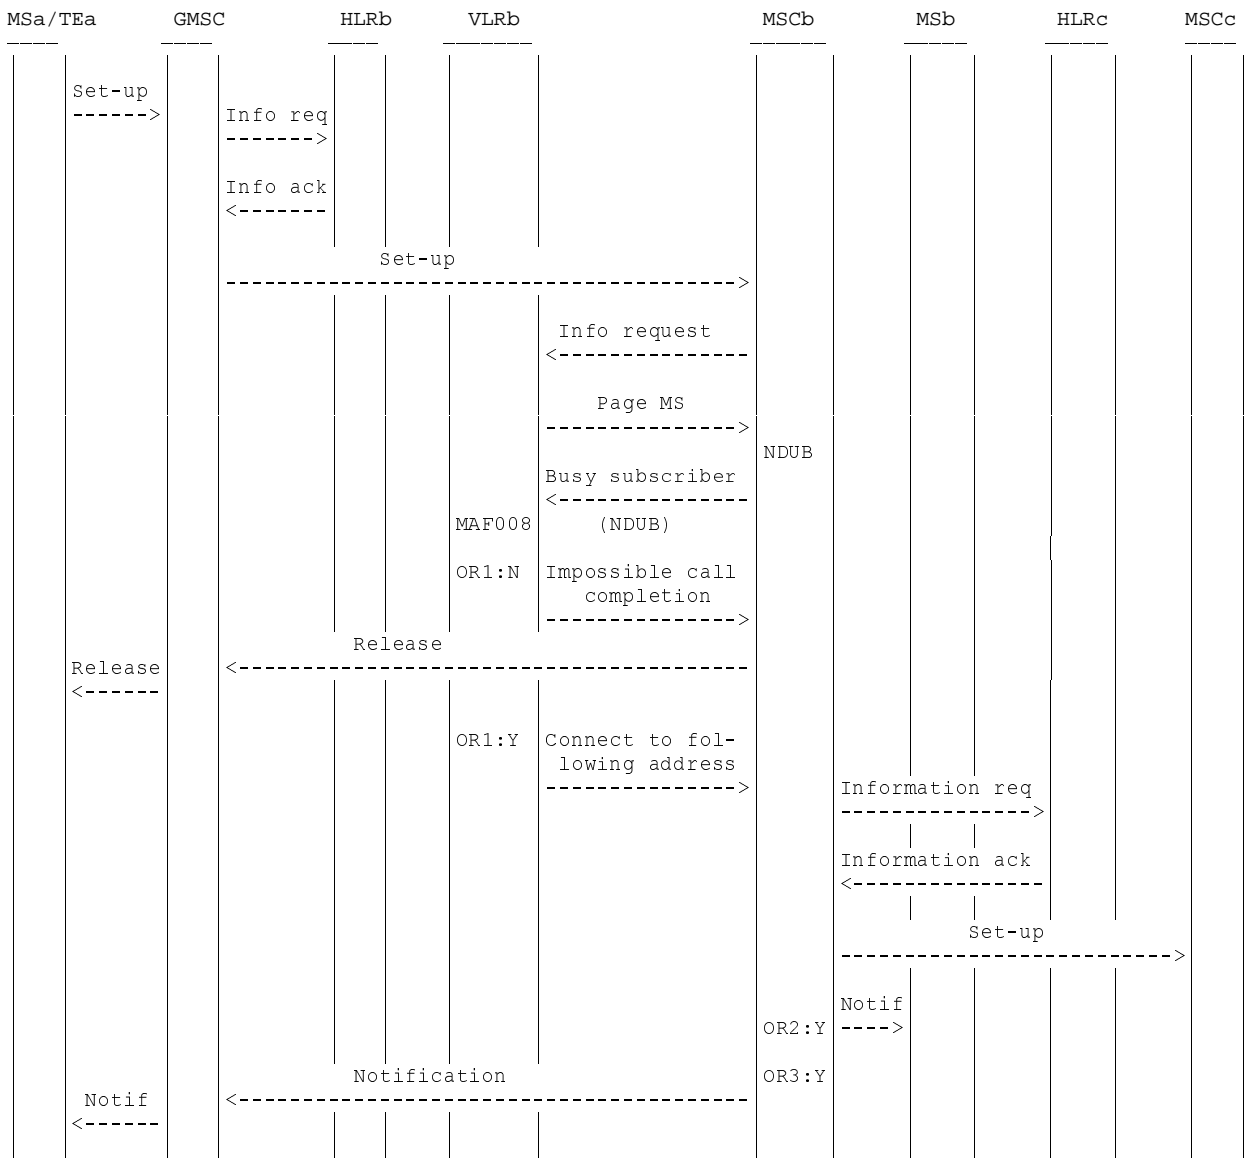 MSa/TEa GMSC HLRb VLRb MSCb MSb HLRc MSCc
Set-up
Info req
Info ack
Set-up
Info request
Page MS
NDUB
Busy subscriber
MAF008 (NDUB)
OR1:N Impossible call
completion
Release
Release
OR1:Y Connect to fol-
lowing address
Information req
Information ack
Set-up
Notif
OR2:Y
Notification OR3:Y
Notif